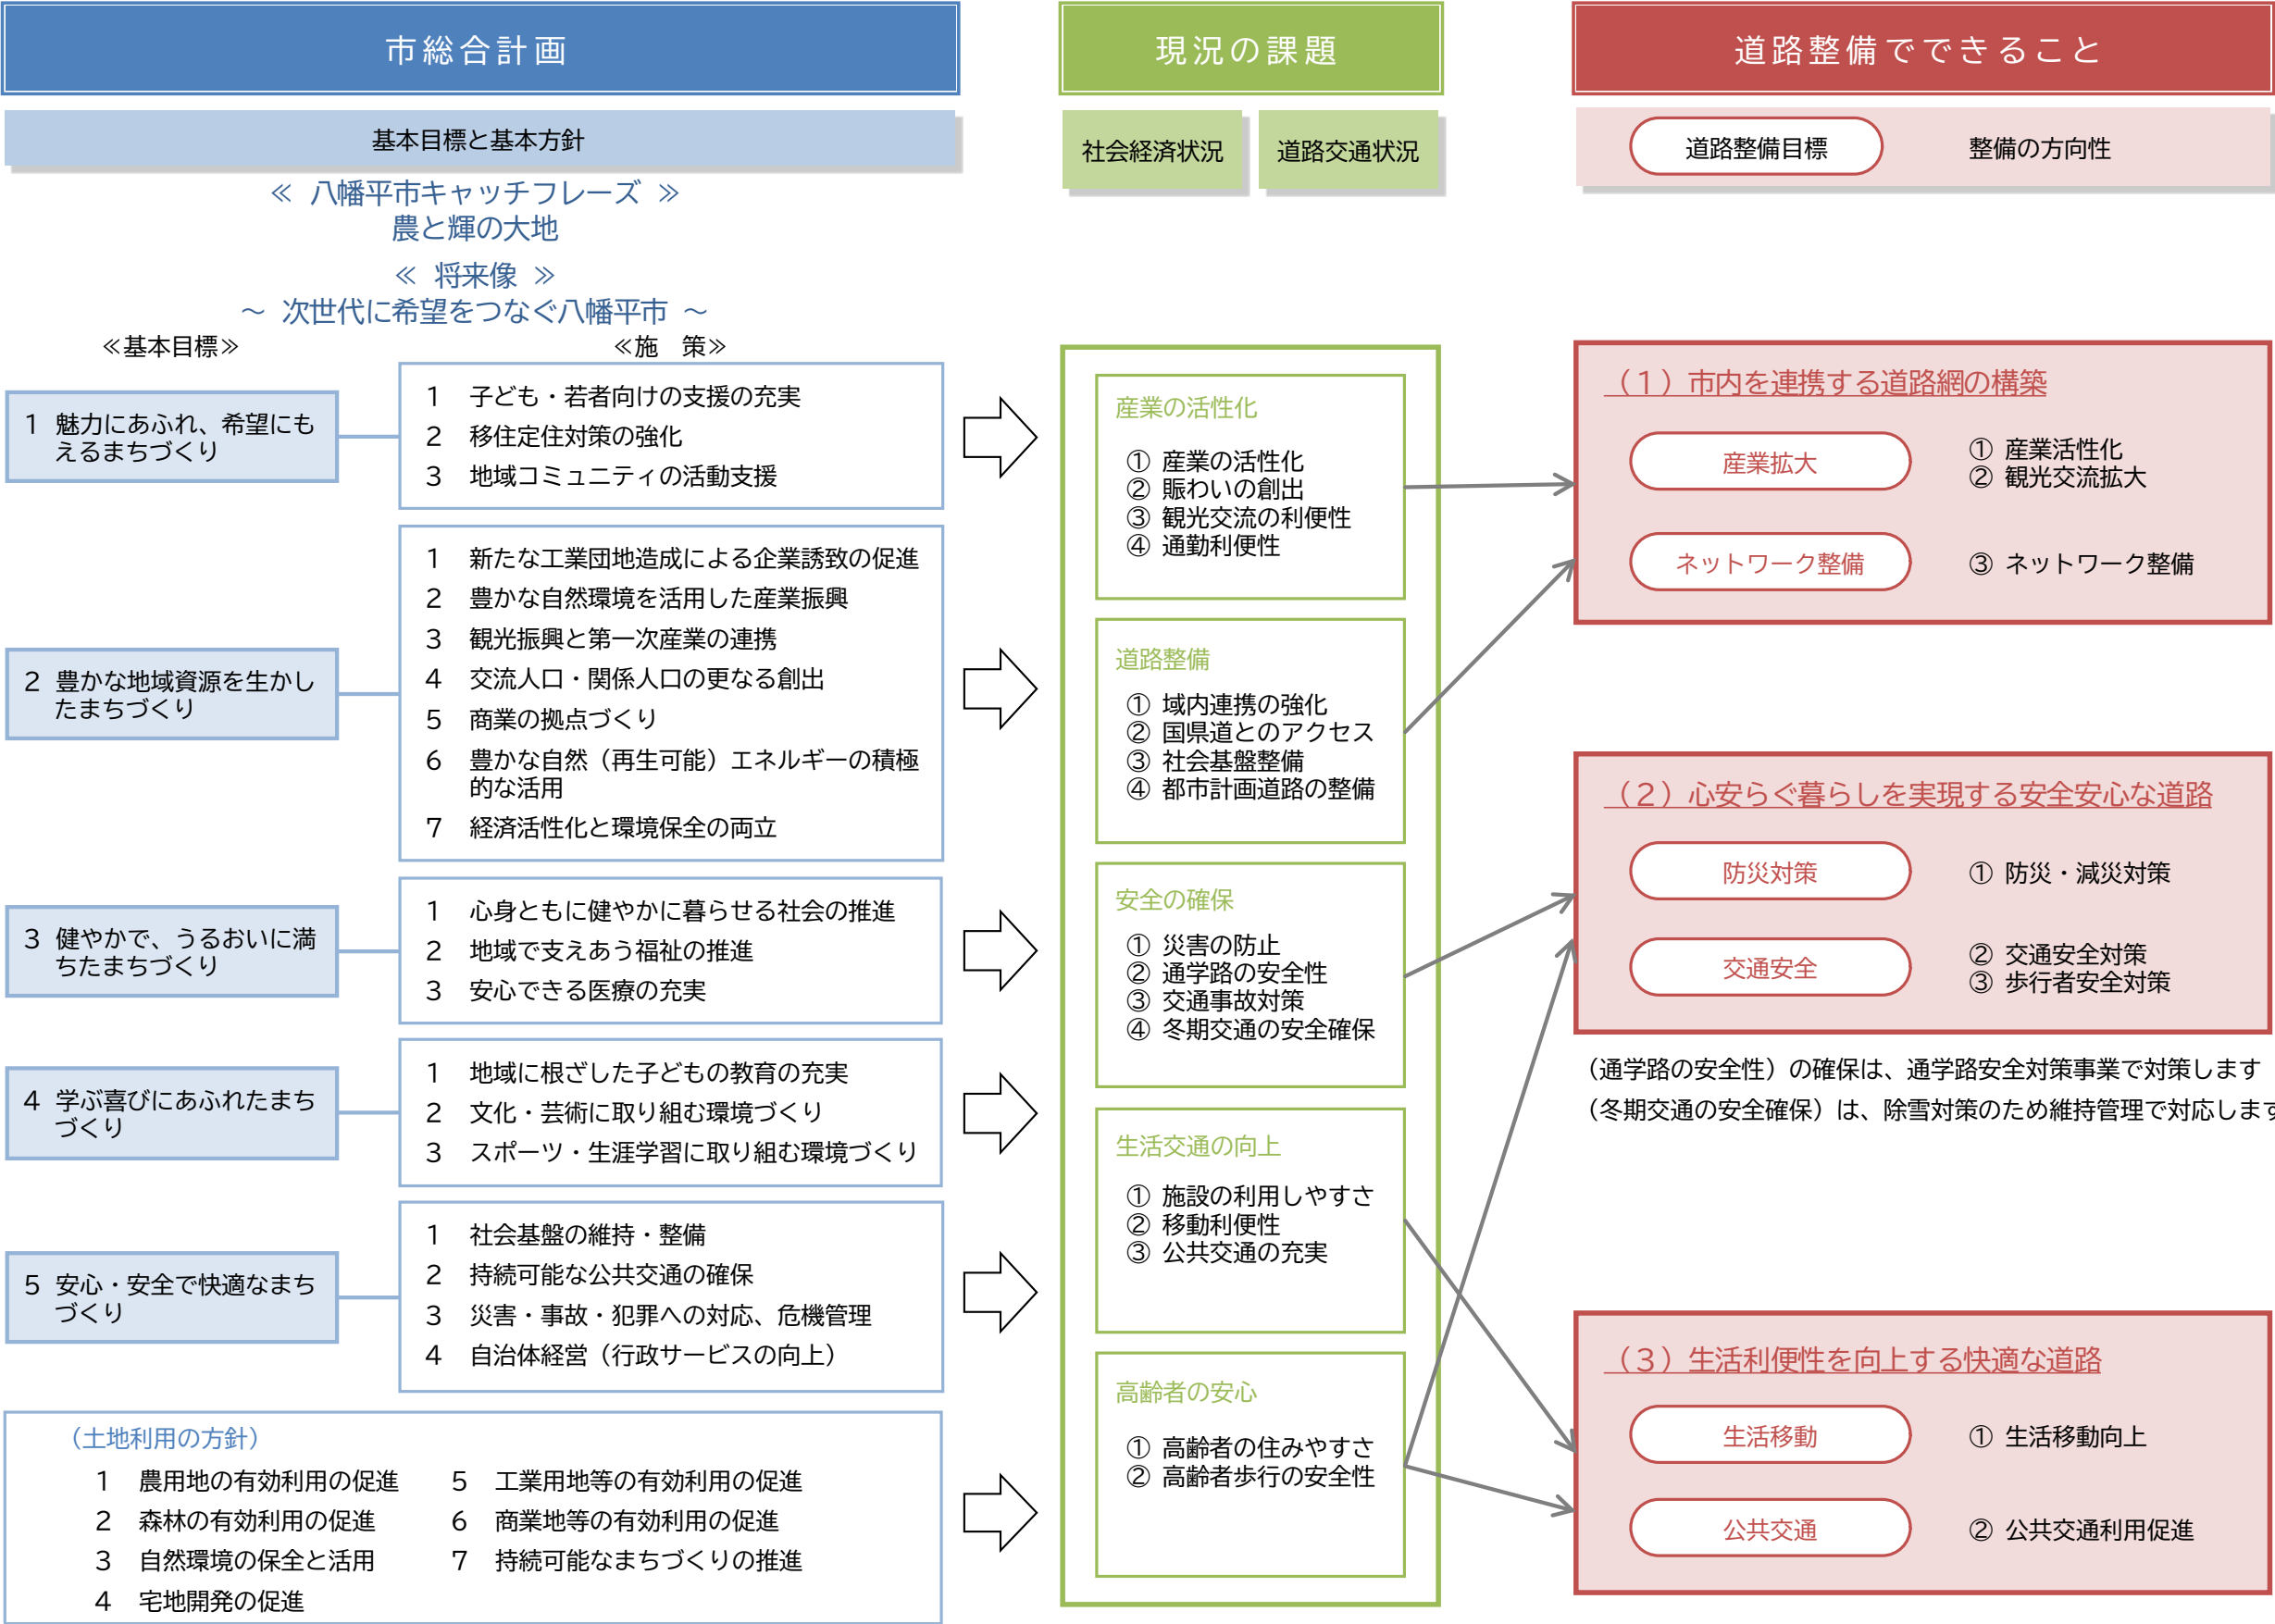 市総合計画
基本目標と基本方針
≪ 八幡平市キャッチフレーズ ≫
農と輝の大地
≪ 将来像 ≫
～ 次世代に希望をつなぐ八幡平市 ～
≪基本目標≫
≪施　策≫
1 魅力にあふれ、希望にも
えるまちづくり
1 子ども・若者向けの支援の充実
2 移住定住対策の強化
3 地域コミュニティの活動支援
2 豊かな地域資源を生かし
たまちづくり
1 新たな工業団地造成による企業誘致の促進
2 豊かな自然環境を活用した産業振興
3 観光振興と第一次産業の連携
4 交流人口・関係人口の更なる創出
5 商業の拠点づくり
6 豊かな自然（再生可能）エネルギーの積極
的な活用
7 経済活性化と環境保全の両立
3 健やかで、うるおいに満
ちたまちづくり
1 心身ともに健やかに暮らせる社会の推進
2 地域で支えあう福祉の推進
3 安心できる医療の充実
4 学ぶ喜びにあふれたまち
づくり
1 地域に根ざした子どもの教育の充実
2 文化・芸術に取り組む環境づくり
3 スポーツ・生涯学習に取り組む環境づくり
5 安心・安全で快適なまち
づくり
1 社会基盤の維持・整備
2 持続可能な公共交通の確保
3 災害・事故・犯罪への対応、危機管理
4 自治体経営（行政サービスの向上）
（土地利用の方針）
1 農用地の有効利用の促進
2 森林の有効利用の促進
3 自然環境の保全と活用
4 宅地開発の促進
5 工業用地等の有効利用の促進
6 商業地等の有効利用の促進
7 持続可能なまちづくりの推進
現況の課題
社会経済状況
道路交通状況
産業の活性化
① 産業の活性化
② 賑わいの創出
③ 観光交流の利便性
④ 通勤利便性
道路整備
① 域内連携の強化
② 国県道とのアクセス
③ 社会基盤整備
④ 都市計画道路の整備
安全の確保
① 災害の防止
② 通学路の安全性
③ 交通事故対策
④ 冬期交通の安全確保
生活交通の向上
① 施設の利用しやすさ
② 移動利便性
③ 公共交通の充実
高齢者の安心
① 高齢者の住みやすさ
② 高齢者歩行の安全性
道路整備でできること
道路整備目標
整備の方向性
（1）市内を連携する道路網の構築
産業拡大
① 産業活性化
② 観光交流拡大
ネットワーク整備
③ ネットワーク整備
（2）心安らぐ暮らしを実現する安全安心な道路
防災対策
① 防災・減災対策
交通安全
② 交通安全対策
③ 歩行者安全対策
（通学路の安全性）の確保は、通学路安全対策事業で対策します
（冬期交通の安全確保）は、除雪対策のため維持管理で対応します
（3）生活利便性を向上する快適な道路
生活移動
① 生活移動向上
公共交通
② 公共交通利用促進